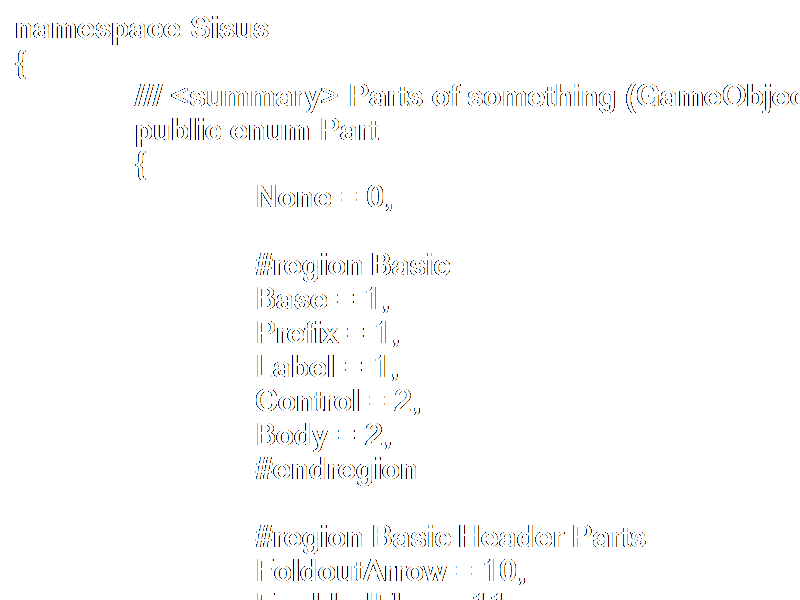 namespace Sisus
{
//// <summary> Parts of something (GameObjec
public enum Part
{
None = 0,
#region Basic
Base = 1,
Prefix = 1,
Label = 1,
Control = 2,
Body = 2,
#endregion
#region Basic Header Parts
FoldoutArrow = 10,